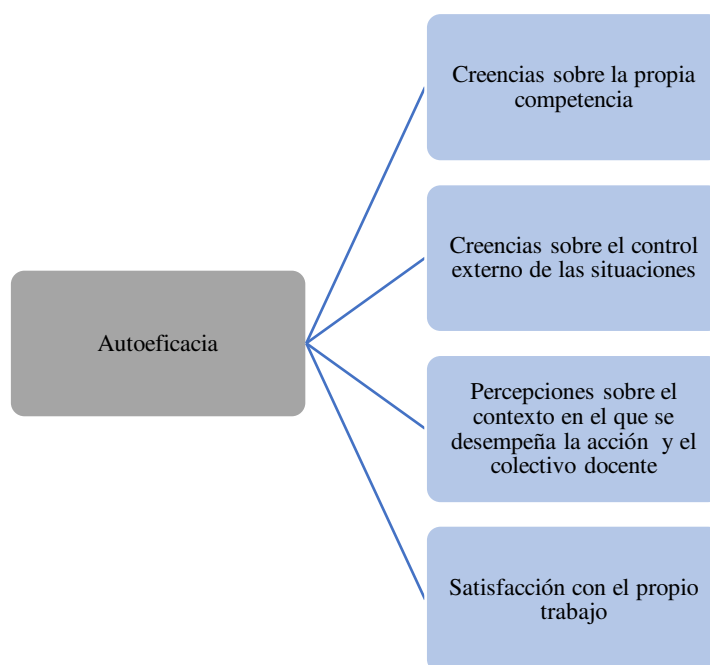 Creencias sobre la propia
competencia
Creencias sobre el control
externo de las situaciones
Autoeficacia
Percepciones sobre el
contexto en el que se
desempeña la acción y el
colectivo docente
Satisfacción con el propio
trabajo